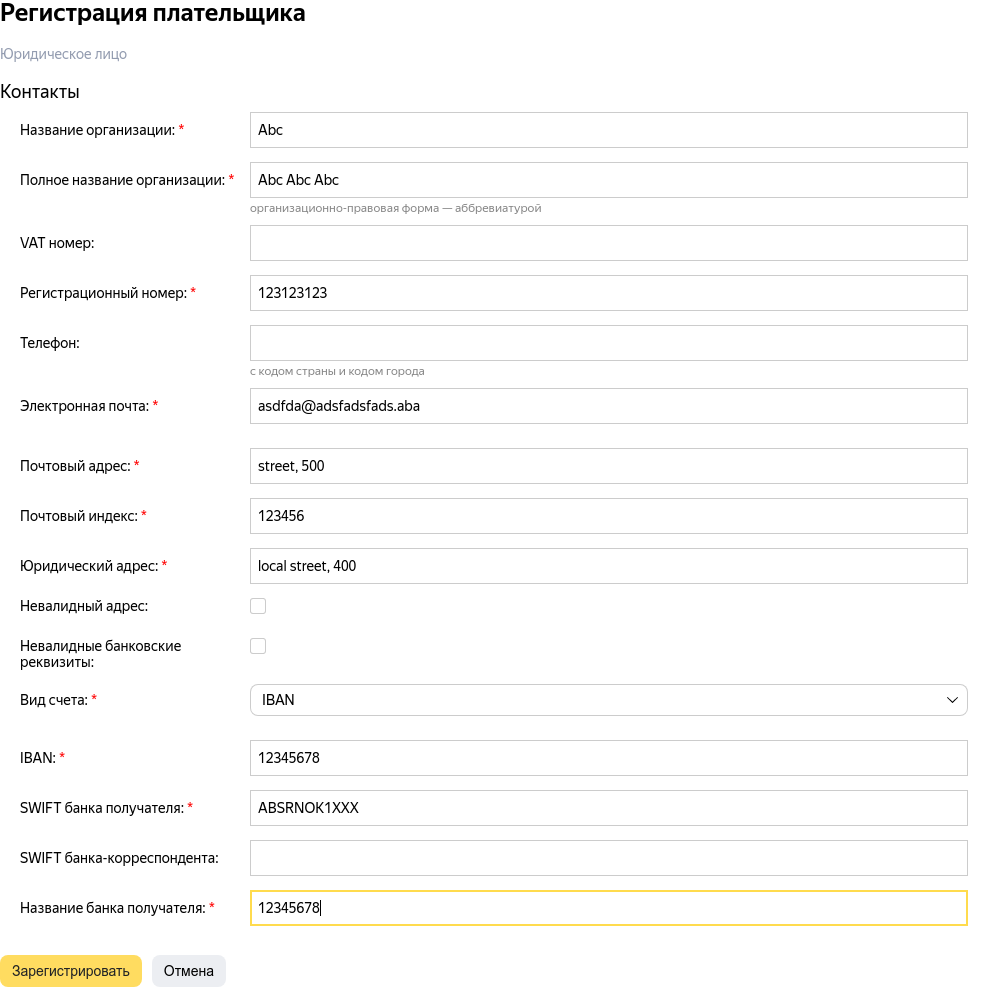 Регистрация плательщика
Юридическое лицо
Контакты
Название организации: * Abc
Полное название организации: * Abc Abc Abc
организационно-правовая форма — аббревиатурой
VAT номер:
Регистрационный номер: * 123123123
Телефон:
с кодом страны и кодом города
Электронная почта: * asdfda@adsfadsfads.aba
Почтовый адрес: * street, 500
Почтовый индекс: * 123456
Юридический адрес: * local street, 400
Невалидный адрес:
Невалидные банковские
реквизиты:
Вид счета: * IBAN
IBAN: * 12345678
SWIFT банка получателя: * ABSRNOK1XXX
SWIFT банка-корреспондента:
Название банка получателя: * 12345678
Зарегистрировать Отмена